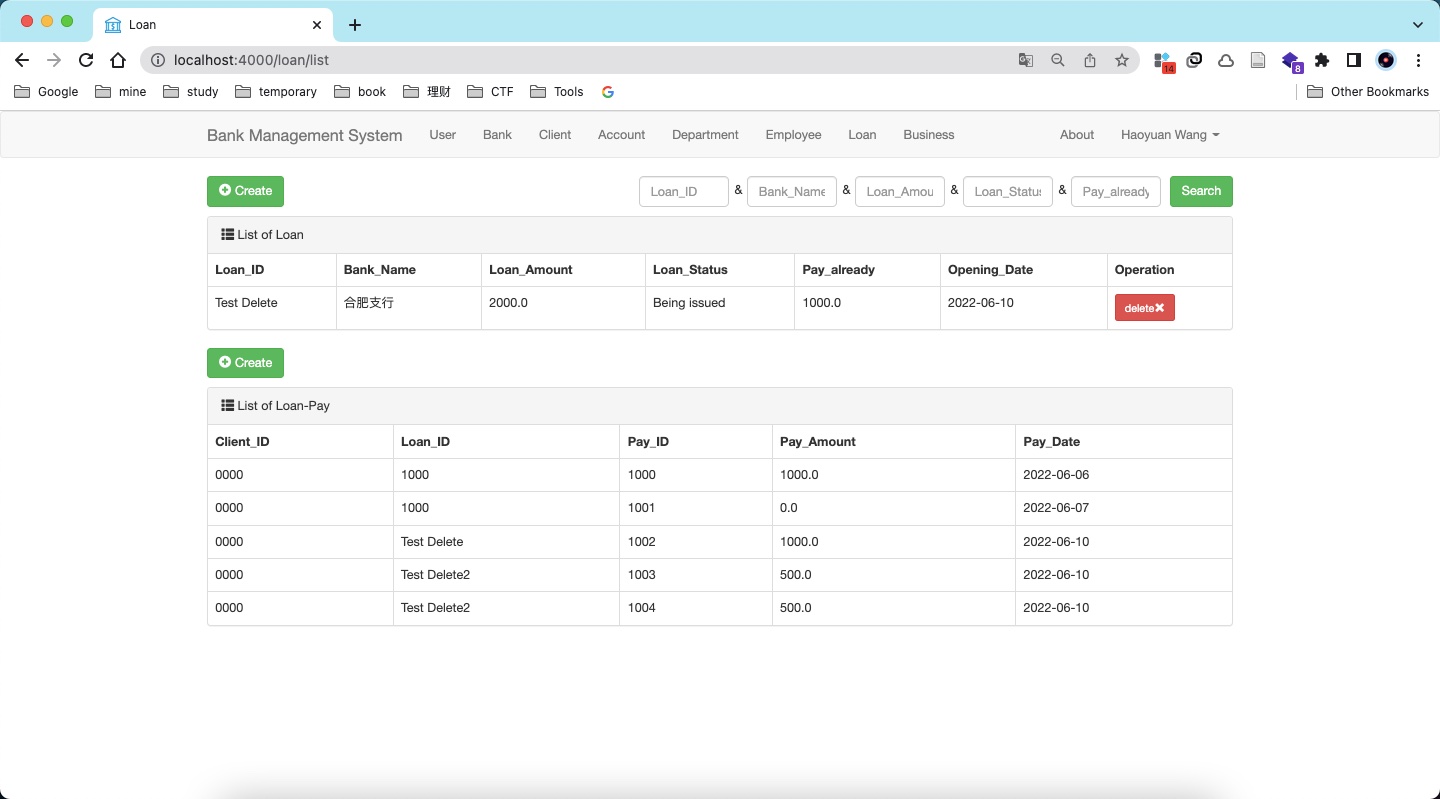 Loan
localhost:4000/loan/list
14
8
Google mine study temporary book 理财 CTF Tools Other Bookmarks
Bank Management System User Bank Client Account Department Employee Loan Business About Haoyuan Wang
Create Loan_ID & Bank_Name & Loan_Amou & Loan_Statu & Pay_already Search
List of Loan
Loan_ID Bank_Name Loan_Amount Loan_Status Pay_already Opening_Date Operation
Test Delete 合肥支行 2000.0 Being issued 1000.0 2022-06-10 delete
Create
List of Loan-Pay
Client_ID Loan_ID Pay_ID Pay_Amount Pay_Date
0000 1000 1000 1000.0 2022-06-06
0000 1000 1001 0.0 2022-06-07
0000 Test Delete 1002 1000.0 2022-06-10
0000 Test Delete2 1003 500.0 2022-06-10
0000 Test Delete2 1004 500.0 2022-06-10